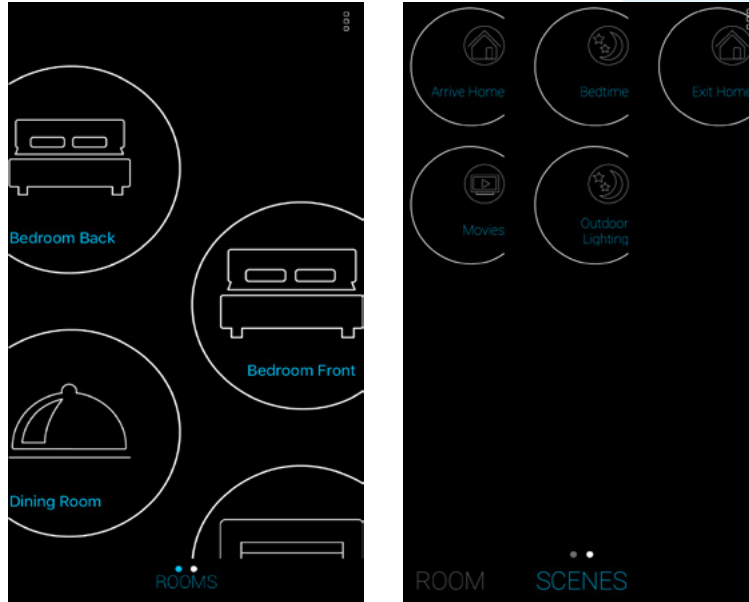 Bedroom Back
Bedroom Front
Dining Room
ROOMS
Arrive Home
Bedtime
Exit Home
Movies
Outdoor
Lighting
ROOM
SCENES